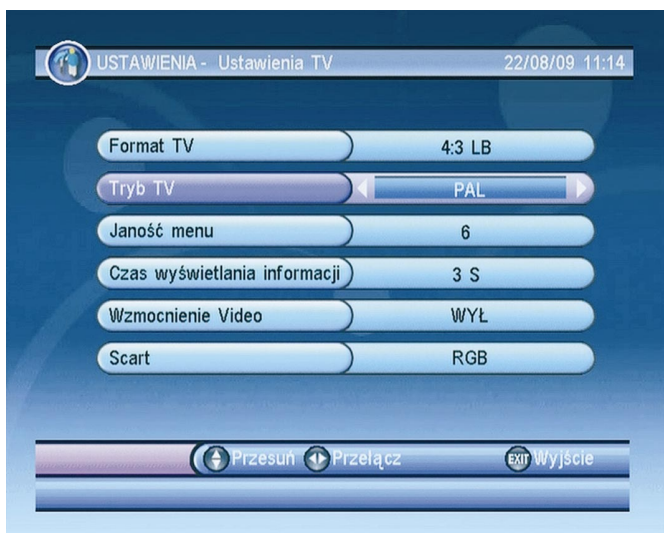 USTAWIENIA - Ustawienia TV 22/08/09 11:14
Format TV 4:3 LB
Tryb TV PAL
Janość menu 6
Czas wyświetlania informacji 3 S
Wzmocnienie Video WYŁ
Scart RGB
Przesuń Przełącz EXIT Wyjście